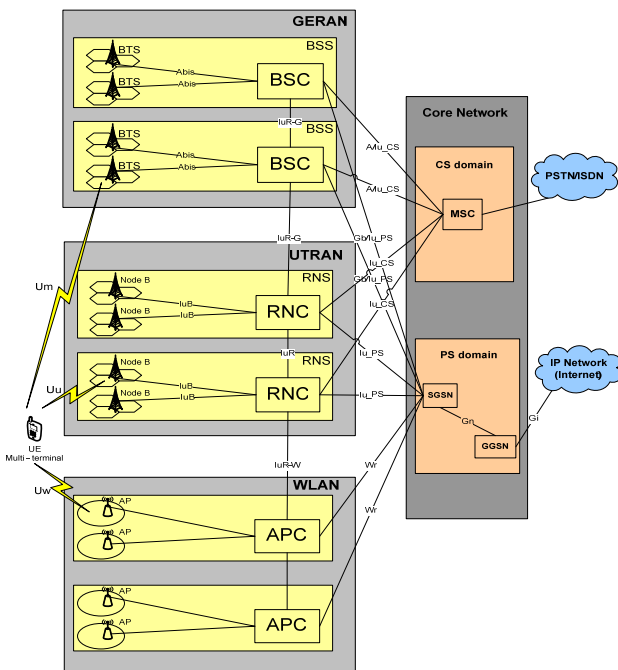 GERAN
BSS
BTS
BTS
Abis
Abis
BSC
IuR-G
BSS
BTS
BTS
Abis
Abis
BSC
IuR-G
UTRAN
RNS
Node B
Node B
IuB
IuB
RNC
IuR
RNS
Node B
Node B
IuB
IuB
RNC
IuR-W
WLAN
AP
AP
APC
AP
AP
APC
Um
Uu
Uw
UE
Multi-terminal
A/Iu_CS
A/Iu_CS
Gb/Iu_PS
Iu_CS
Gb/Iu_PS
Iu_CS
Iu_PS
Iu_PS
Wr
Wr
Core Network
CS domain
MSC
PSTN/ISDN
PS domain
SGSN
Gn
GGSN
Gi
IP Network
(Internet)